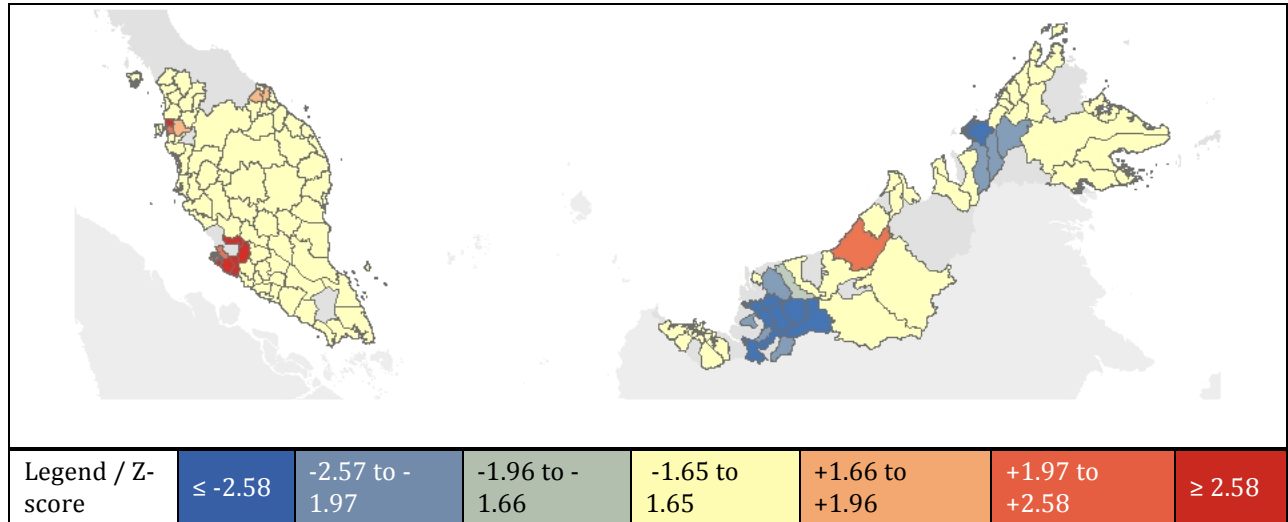 Legend / Z-
score
≤ -2.58
-2.57 to -
1.97
-1.96 to -
1.66
-1.65 to
1.65
+1.66 to
+1.96
+1.97 to
+2.58
≥ 2.58